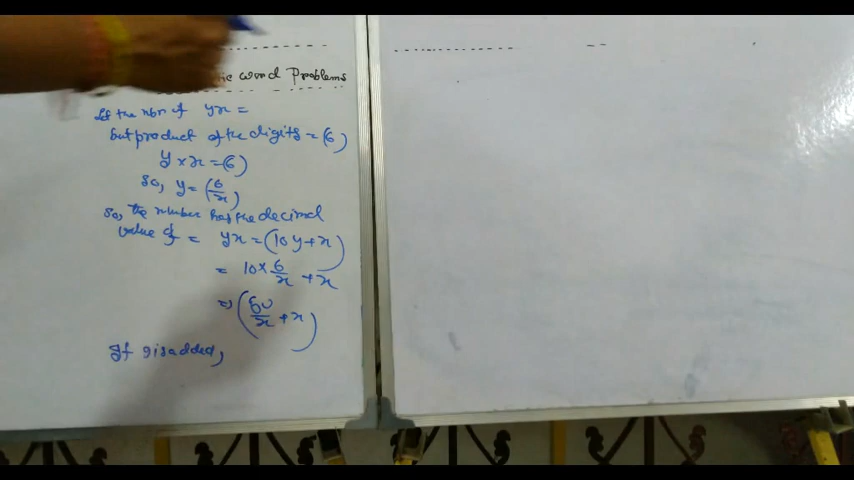 word Problems
If the nbr of yx =
but product of the digits = (6)
y × x = (6)
so, y = (6/x)
So, the number has the decimal
value of = yx = (10y + x)
= 10 × 6/x + x
=> (60/x + x)
If 9 is added,